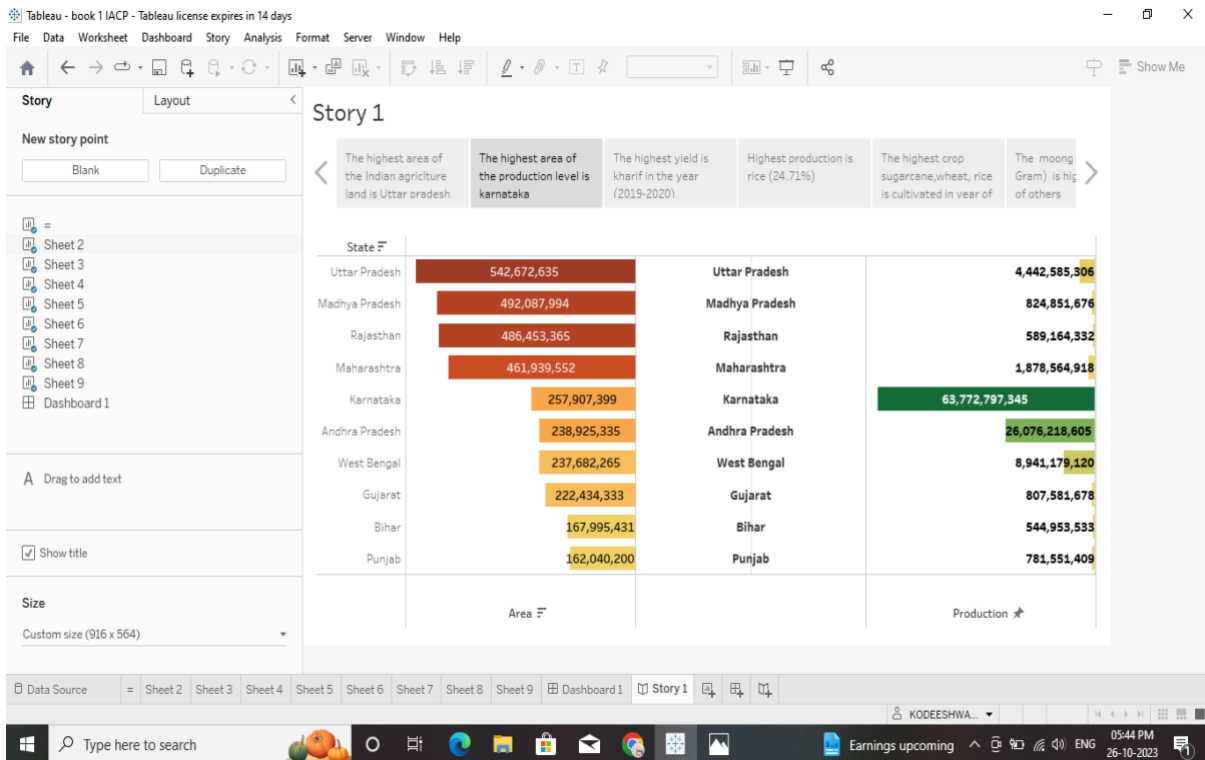 Tableau - book 1 IACP - Tableau license expires in 14 days
File Data Worksheet Dashboard Story Analysis Format Server Window Help
Show Me
Story Layout
New story point
Blank Duplicate
=
Sheet 2
Sheet 3
Sheet 4
Sheet 5
Sheet 6
Sheet 7
Sheet 8
Sheet 9
Dashboard 1
A Drag to add text
Show title
Size
Custom size (916 x 564)
Story 1
The highest area of
the Indian agriclture
land is Uttar pradesh
The highest area of
the production level is
karnataka
The highest yield is
kharif in the year
(2019-2020)
Highest production is
rice (24.71%)
The highest crop
sugarcane,wheat, rice
is cultivated in year of
The moong
Gram) is hig
of others
State
Uttar Pradesh 542,672,635 Uttar Pradesh 4,442,585,306
Madhya Pradesh 492,087,994 Madhya Pradesh 824,851,676
Rajasthan 486,453,365 Rajasthan 589,164,332
Maharashtra 461,939,552 Maharashtra 1,878,564,918
Karnataka 257,907,399 Karnataka 63,772,797,345
Andhra Pradesh 238,925,335 Andhra Pradesh 26,076,218,605
West Bengal 237,682,265 West Bengal 8,941,179,120
Gujarat 222,434,333 Gujarat 807,581,678
Bihar 167,995,431 Bihar 544,953,533
Punjab 162,040,200 Punjab 781,551,409
Area Production
Data Source = Sheet 2 Sheet 3 Sheet 4 Sheet 5 Sheet 6 Sheet 7 Sheet 8 Sheet 9 Dashboard 1 Story 1
KODEESHWA...
Type here to search
Earnings upcoming
ENG
05:44 PM
26-10-2023